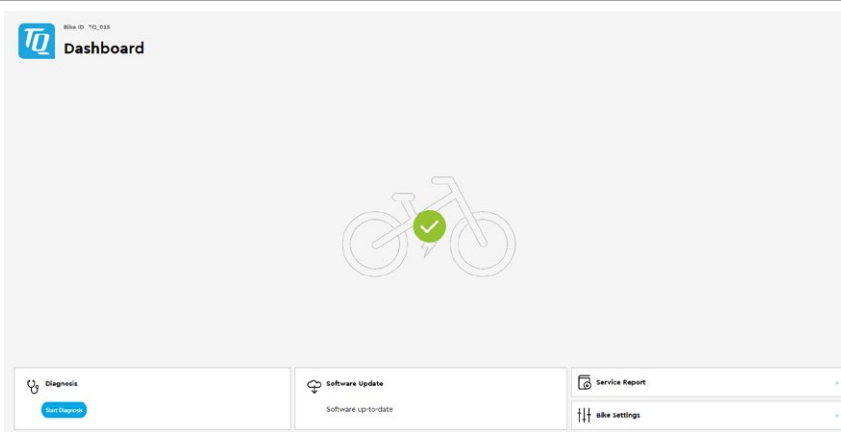 TQ
Bike ID TQ_015
Dashboard
Diagnosis
Start Diagnosis
Software Update
Software up-to-date
Service Report
Bike Settings